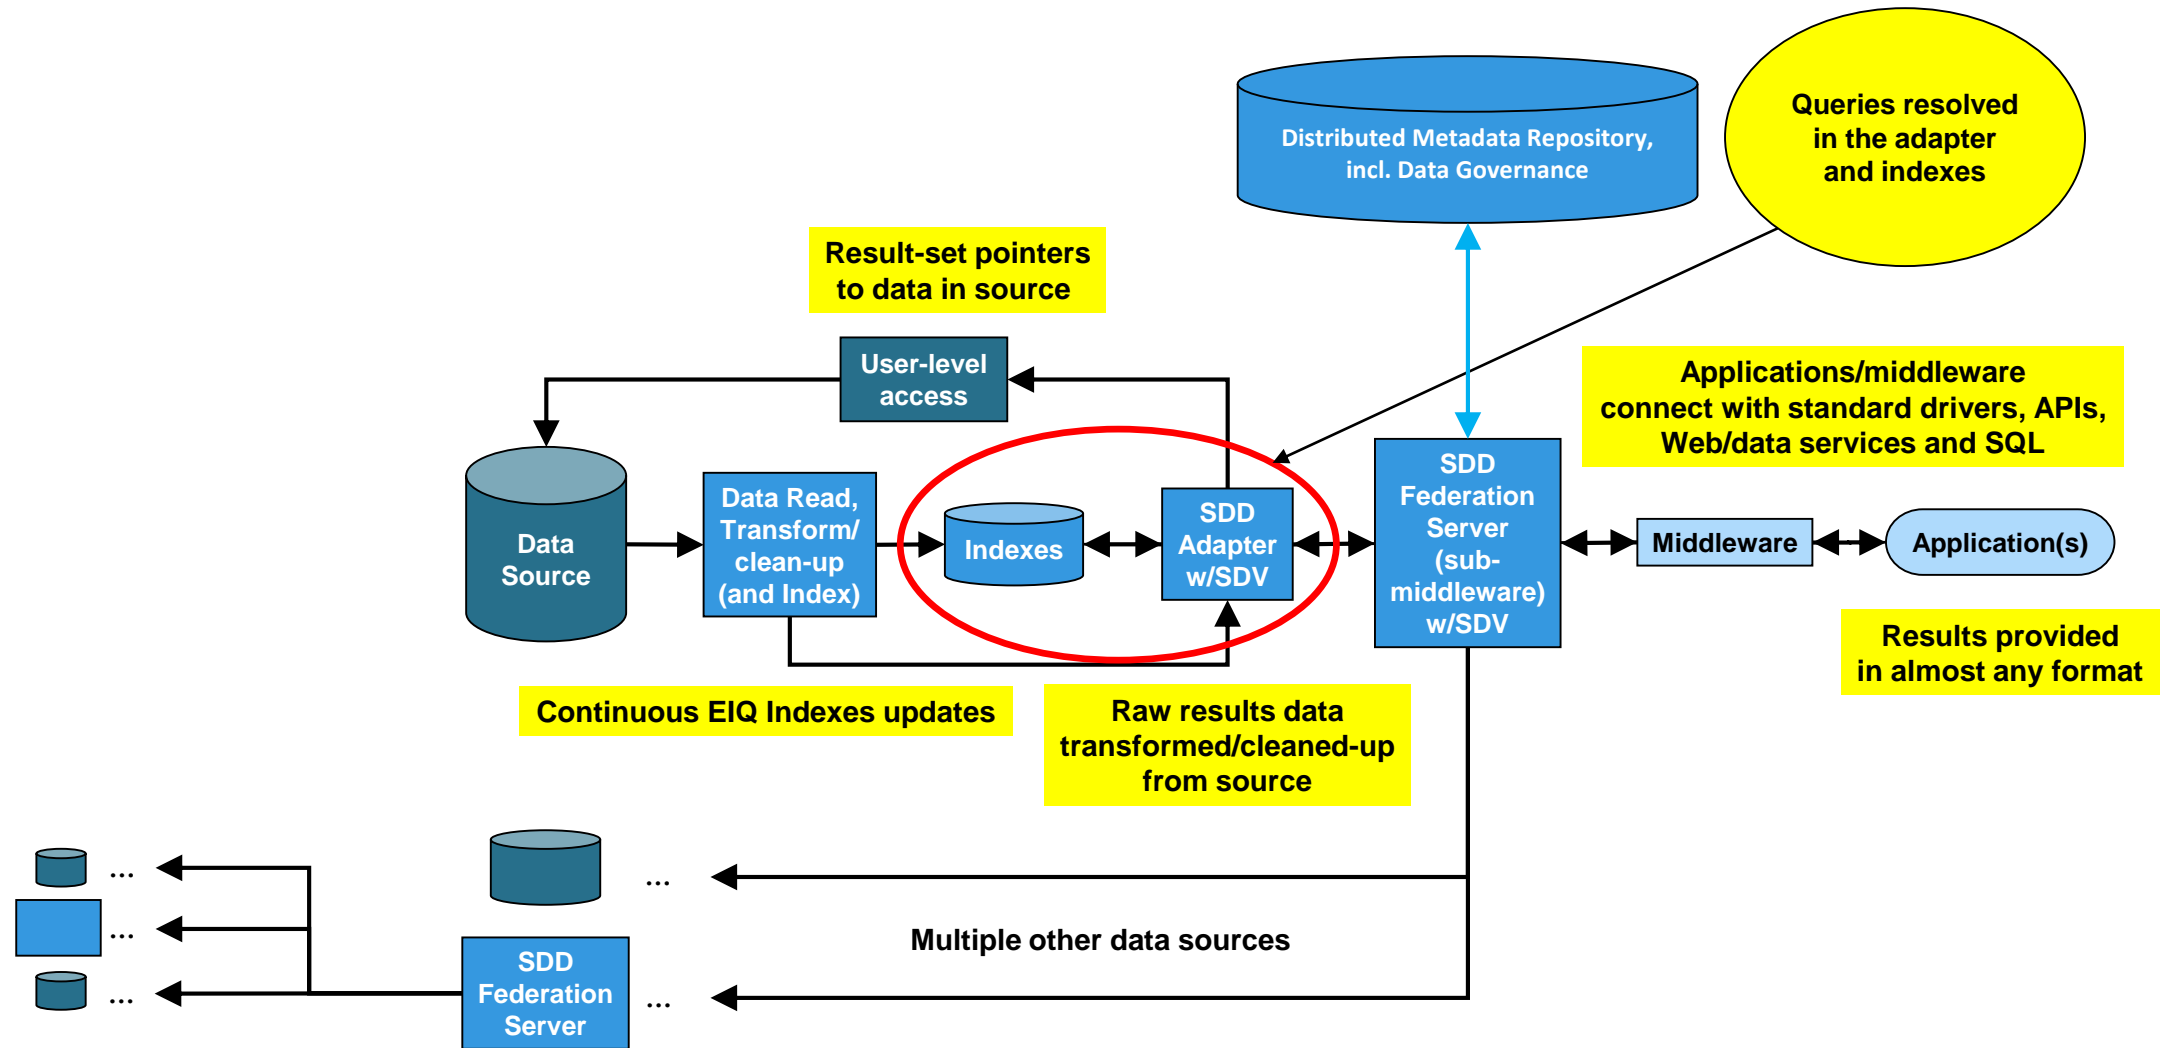 Queries resolved
in the adapter
and indexes
Distributed Metadata Repository,
incl. Data Governance
Result-set pointers
to data in source
User-level
access
Applications/middleware
connect with standard drivers, APIs,
Web/data services and SQL
Data
Source
Data Read,
Transform/
clean-up
(and Index)
Indexes
SDD
Adapter
w/SDV
SDD
Federation
Server
(sub-
middleware)
w/SDV
Middleware
Application(s)
Results provided
in almost any format
Continuous EIQ Indexes updates
Raw results data
transformed/cleaned-up
from source
...
...
...
...
Multiple other data sources
SDD
Federation
Server
...
...